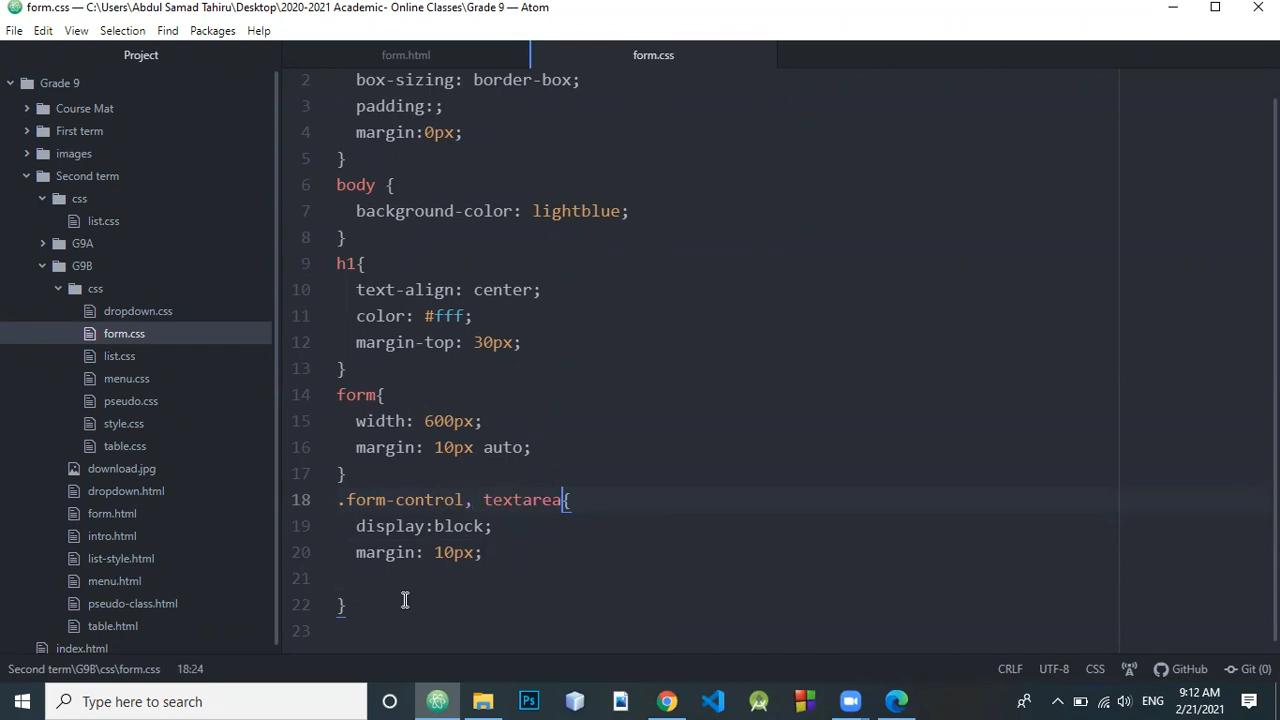 form.css — C:\Users\Abdul Samad Tahiru\Desktop\2020-2021 Academic- Online Classes\Grade 9 — Atom
File Edit View Selection Find Packages Help
Project
form.html form.css
Grade 9
Course Mat
First term
images
Second term
css
list.css
G9A
G9B
css
dropdown.css
form.css
list.css
menu.css
pseudo.css
style.css
table.css
download.jpg
dropdown.html
form.html
intro.html
list-style.html
menu.html
pseudo-class.html
table.html
index.html
2 box-sizing: border-box;
3 padding:;
4 margin:0px;
5 }
6 body {
7 background-color: lightblue;
8 }
9 h1{
10 text-align: center;
11 color: #fff;
12 margin-top: 30px;
13 }
14 form{
15 width: 600px;
16 margin: 10px auto;
17 }
18 .form-control, textarea{
19 display:block;
20 margin: 10px;
21
22 }
23
Second term\G9B\css\form.css 18:24 CRLF UTF-8 CSS GitHub Git (0)
Type here to search Ps ENG 9:12 AM
2/21/2021